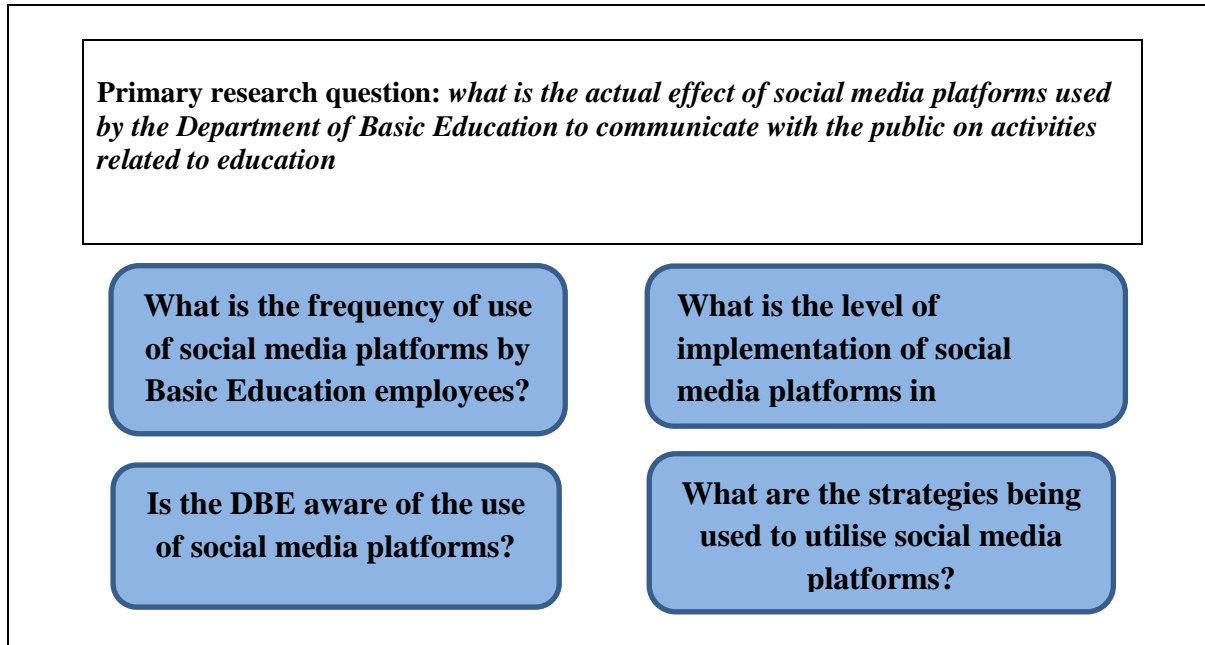 Primary research question: what is the actual effect of social media platforms used
by the Department of Basic Education to communicate with the public on activities
related to education
What is the frequency of use
of social media platforms by
Basic Education employees?
What is the level of
implementation of social
media platforms in
Is the DBE aware of the use
of social media platforms?
What are the strategies being
used to utilise social media
platforms?